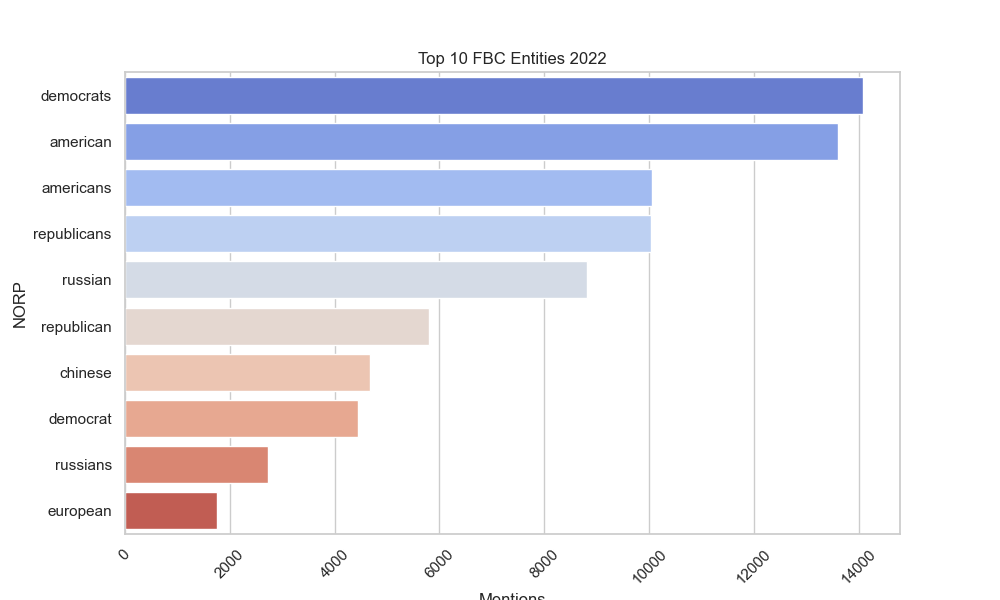 Top 10 FBC Entities 2022
NORP
democrats
american
americans
republicans
russian
republican
chinese
democrat
russians
european
0 2000 4000 6000 8000 10000 12000 14000
Mentions